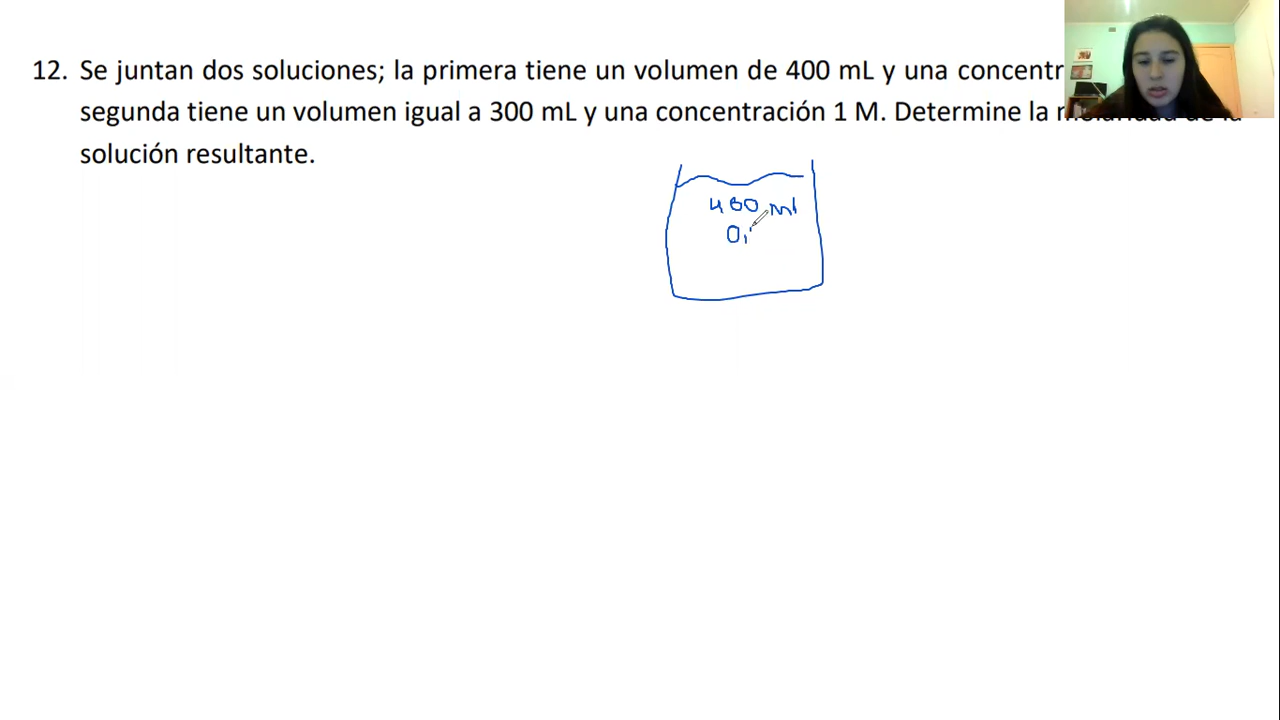 12. Se juntan dos soluciones; la primera tiene un volumen de 400 mL y una
segunda tiene un volumen igual a 300 mL y una concentración 1 M. Determine la
solución resultante.
400 ml
0,